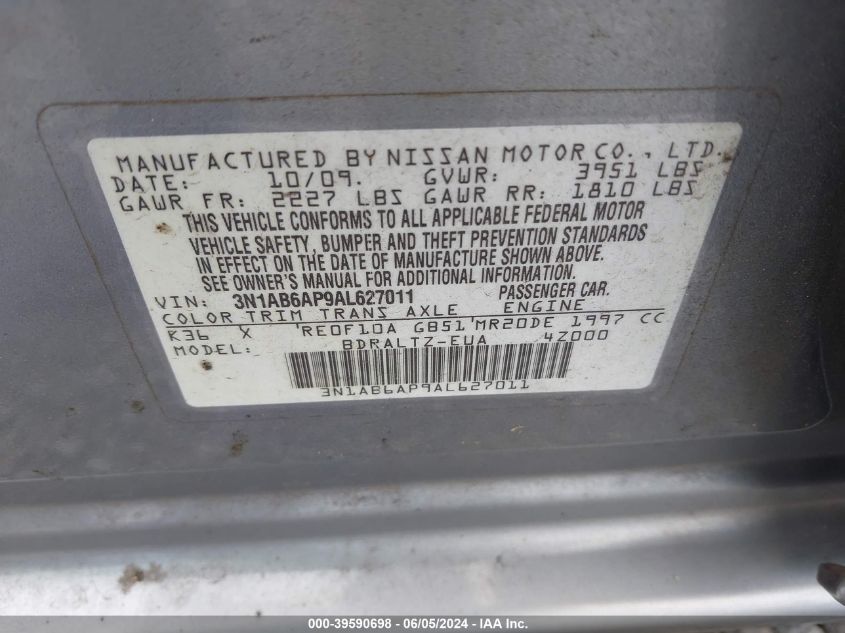 MANUFACTURED BY NISSAN MOTOR CO., LTD.
DATE: 10/09. GVWR: 3951 LBS
GAWR FR: 2227 LBS GAWR RR: 1810 LBS
THIS VEHICLE CONFORMS TO ALL APPLICABLE FEDERAL MOTOR
VEHICLE SAFETY, BUMPER AND THEFT PREVENTION STANDARDS
IN EFFECT ON THE DATE OF MANUFACTURE SHOWN ABOVE.
SEE OWNER'S MANUAL FOR ADDITIONAL INFORMATION.
VIN: 3N1AB6AP9AL627011 PASSENGER CAR.
COLOR TRIM TRANS AXLE ENGINE
K36 X RE0F10A GB51 MR20DE 1997 CC
MODEL: BDRALTZ-EUA 4Z000
3N1AB6AP9AL627011
000-39590698 - 06/05/2024 - IAA Inc.